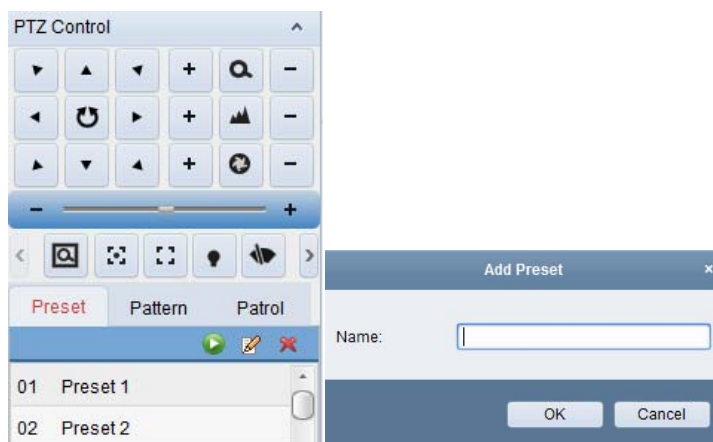 PTZ Control
+ -
+ -
+ -
- +
< >
Preset Pattern Patrol
01 Preset 1
02 Preset 2
Add Preset ×
Name:
OK Cancel